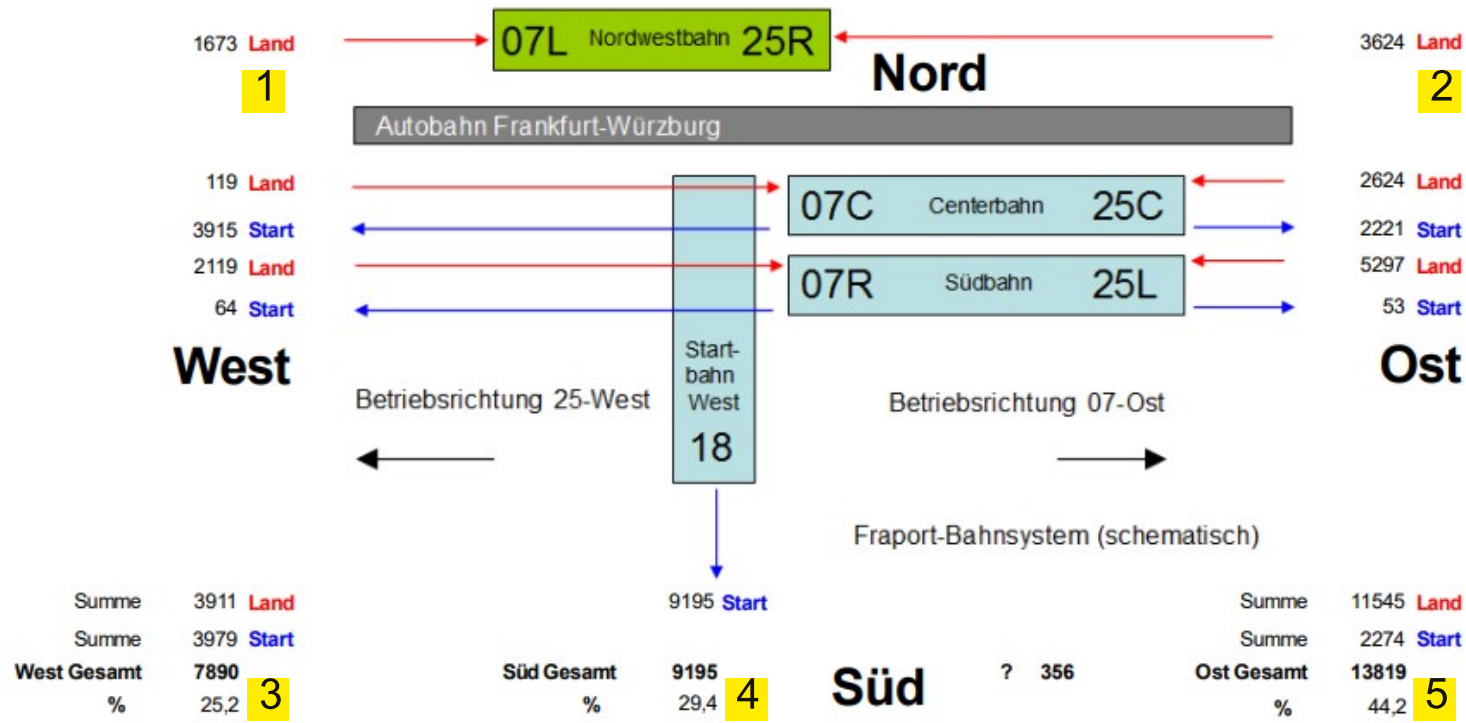 1673 Land 07L Nordwestbahn 25R 3624 Land
1 Nord 2
Autobahn Frankfurt-Würzburg
119 Land 2624 Land
07C Centerbahn 25C
3915 Start 2221 Start
2119 Land 5297 Land
07R Südbahn 25L
64 Start 53 Start
West Ost
Start-
bahn
West
18
Betriebsrichtung 25-West Betriebsrichtung 07-Ost
Fraport-Bahnsystem (schematisch)
Summe 3911 Land 9195 Start Summe 11545 Land
Summe 3979 Start Summe 2274 Start
West Gesamt 7890 Süd Gesamt 9195 Süd ? 356 Ost Gesamt 13819
% 25,2 3 % 29,4 4 % 44,2 5